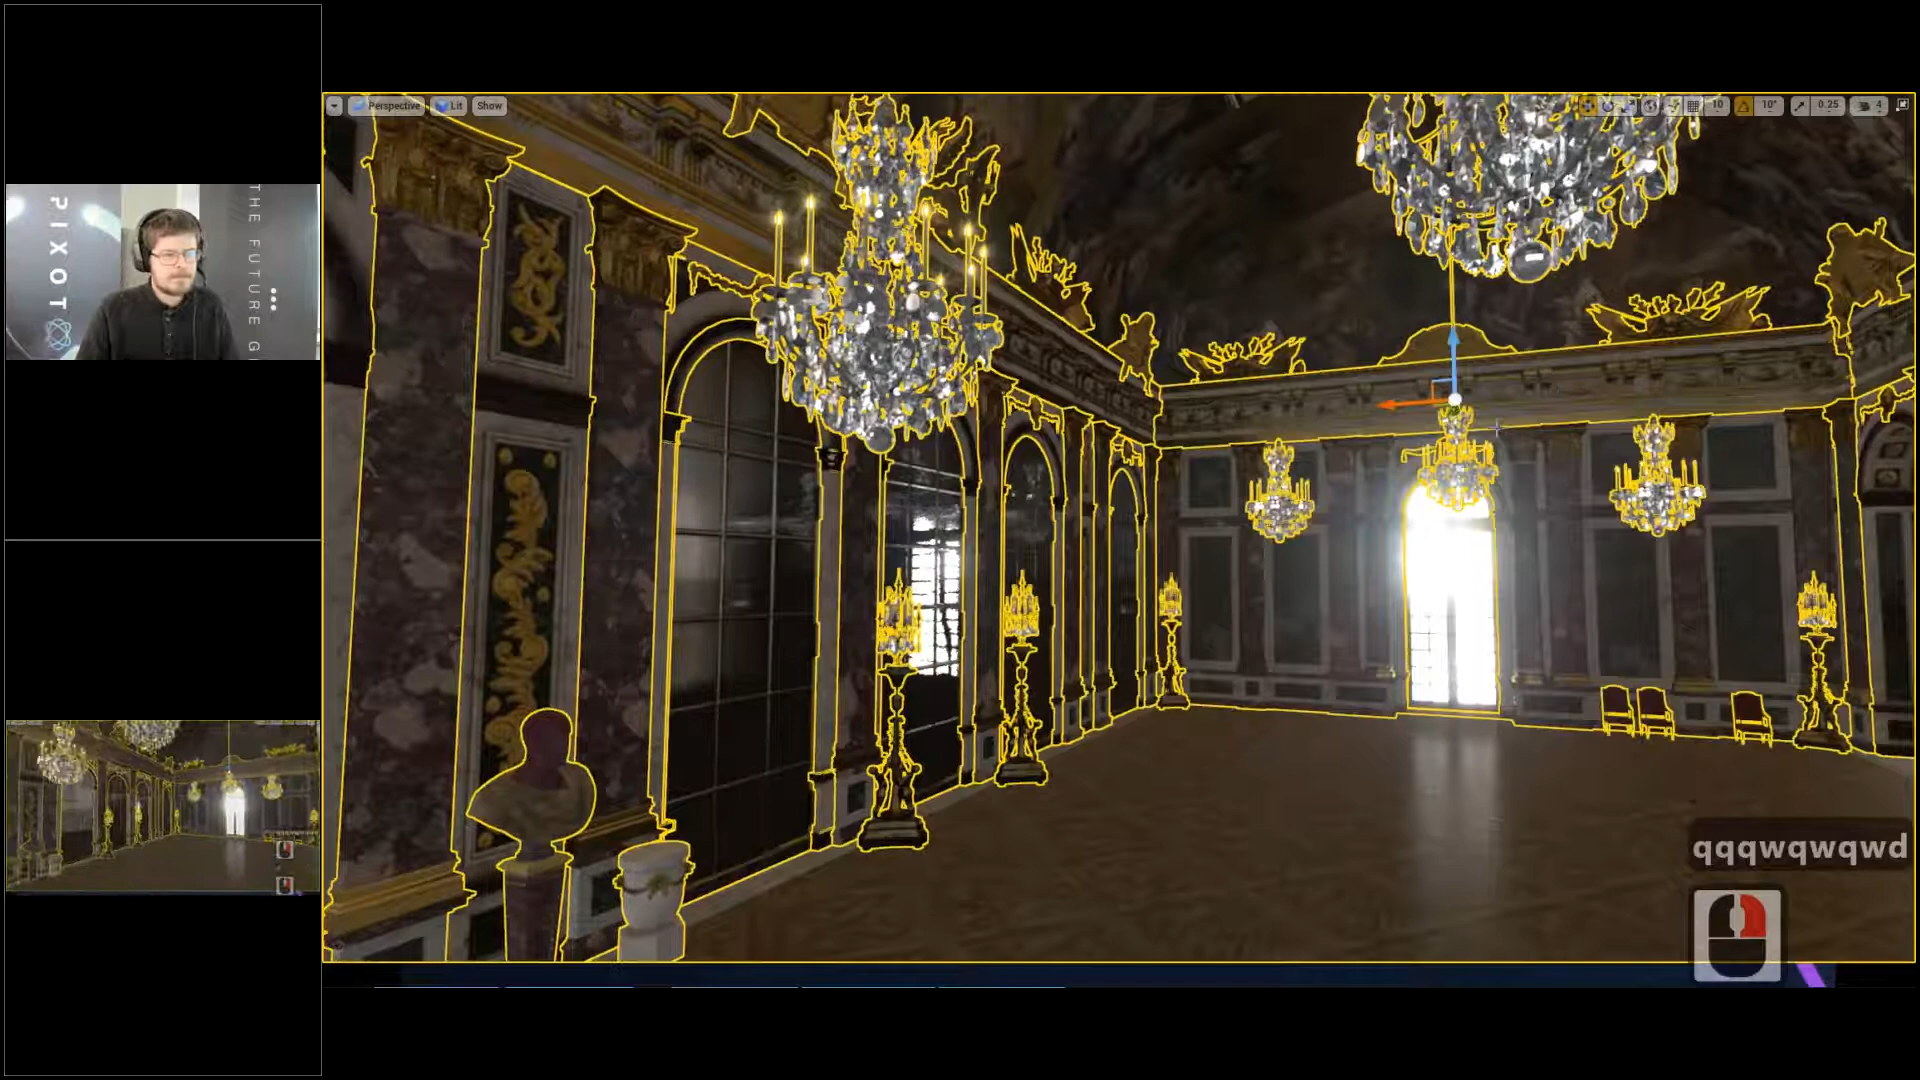 Perspective
Lit
Show
10
10°
0.25
4
PIXOT
THE FUTURE G
qqqwqwqwd